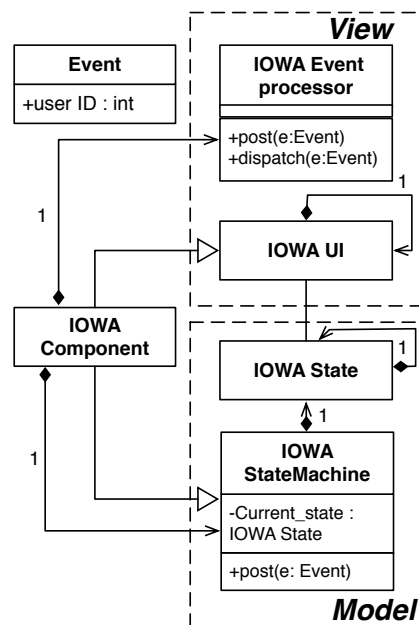 View
Event
+user ID : int
IOWA Event
processor
+post(e:Event)
+dispatch(e:Event)
1
1
IOWA UI
IOWA
Component
IOWA State
1
1
1
IOWA
StateMachine
-Current_state :
IOWA State
+post(e: Event)
Model